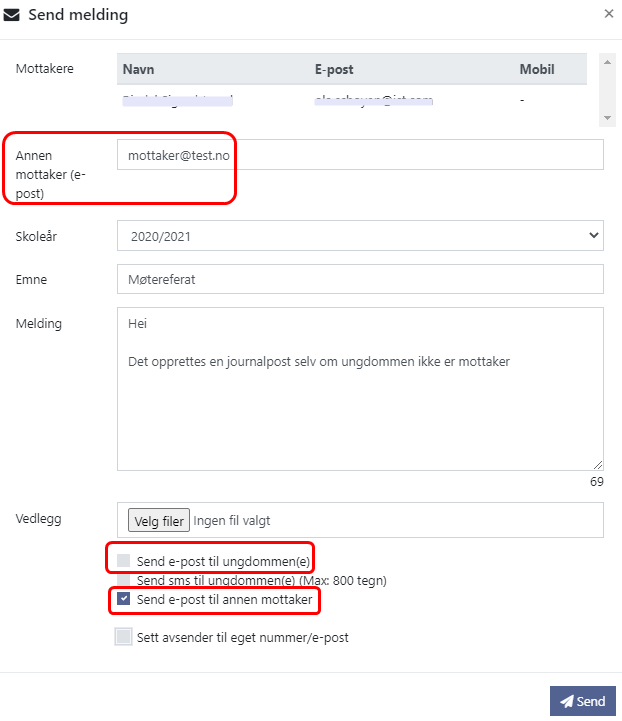 Send melding
×
Mottakere
Navn E-post Mobil
-
Annen mottaker@test.no
mottaker (e-
post)
Skoleår 2020/2021
Emne Møtereferat
Melding Hei
Det opprettes en journalpost selv om ungdommen ikke er mottaker
69
Vedlegg Velg filer Ingen fil valgt
Send e-post til ungdommen(e)
Send sms til ungdommen(e) (Max: 800 tegn)
Send e-post til annen mottaker
Sett avsender til eget nummer/e-post
Send